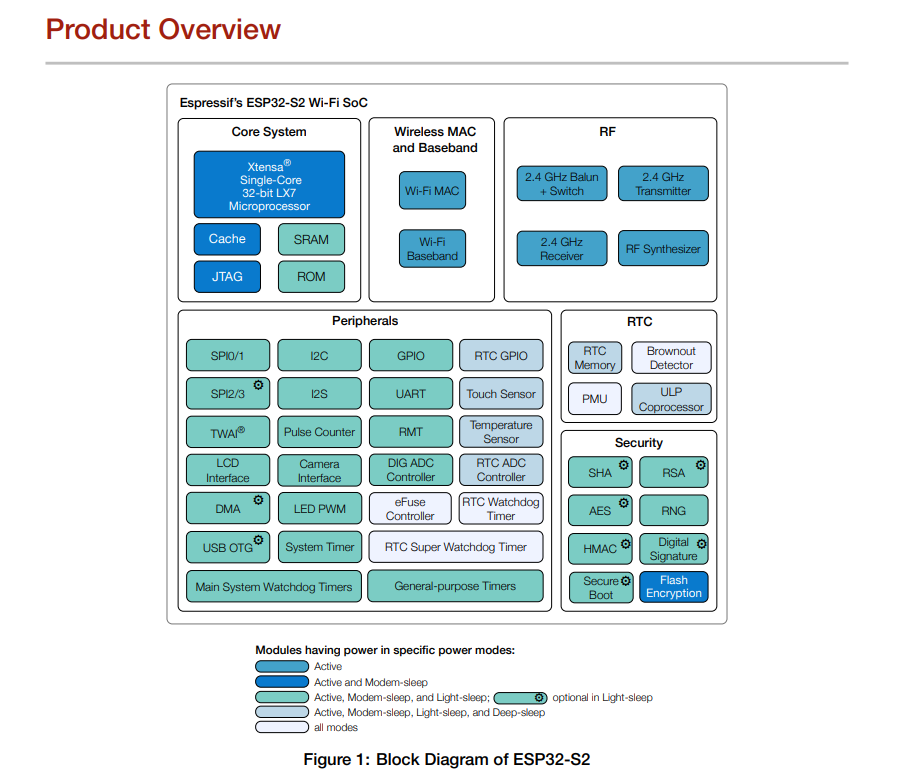 Product Overview
Espressif's ESP32-S2 Wi-Fi SoC
Core System
Xtensa®
Single-Core
32-bit LX7
Microprocessor
Cache
SRAM
JTAG
ROM
Wireless MAC
and Baseband
Wi-Fi MAC
Wi-Fi
Baseband
RF
2.4 GHz Balun
+ Switch
2.4 GHz
Transmitter
2.4 GHz
Receiver
RF Synthesizer
Peripherals
SPI0/1
I2C
GPIO
RTC GPIO
SPI2/3
I2S
UART
Touch Sensor
TWAI®
Pulse Counter
RMT
Temperature
Sensor
LCD
Interface
Camera
Interface
DIG ADC
Controller
RTC ADC
Controller
DMA
LED PWM
eFuse
Controller
RTC Watchdog
Timer
USB OTG
System Timer
RTC Super Watchdog Timer
Main System Watchdog Timers
General-purpose Timers
RTC
RTC
Memory
Brownout
Detector
PMU
ULP
Coprocessor
Security
SHA
RSA
AES
RNG
HMAC
Digital
Signature
Secure
Boot
Flash
Encryption
Modules having power in specific power modes:
Active
Active and Modem-sleep
Active, Modem-sleep, and Light-sleep; optional in Light-sleep
Active, Modem-sleep, Light-sleep, and Deep-sleep
all modes
Figure 1: Block Diagram of ESP32-S2